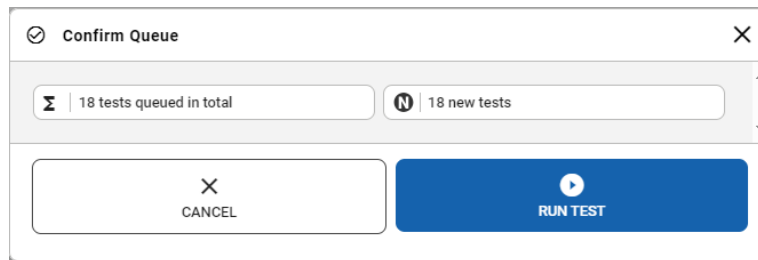 Confirm Queue
Σ 18 tests queued in total
N 18 new tests
CANCEL
RUN TEST